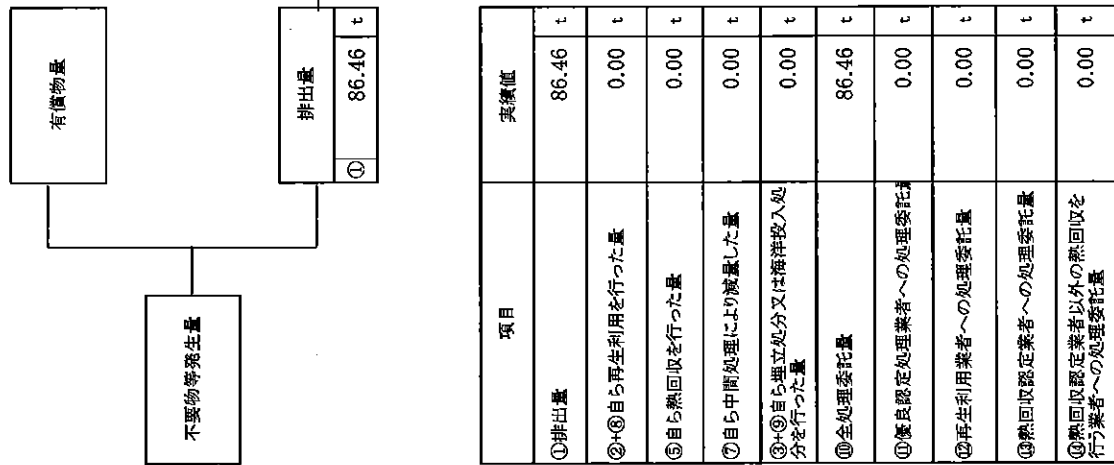 不要物等発生量
有償物量
排出量
① 86.46 t
項目 実績値
①排出量 86.46 t
②+⑧自ら再生利用を行った量 0.00 t
⑤自ら熱回収を行った量 0.00 t
⑦自ら中間処理により減量した量 0.00 t
③+⑨自ら埋立処分又は海洋投入処
分を行った量 0.00 t
⑩全処理委託量 86.46 t
⑪優良認定処理業者への処理委託量 0.00 t
⑫再生利用業者への処理委託量 0.00 t
⑬熱回収認定業者への処理委託量 0.00 t
⑭熱回収認定業者以外の熱回収を
行う業者への処理委託量 0.00 t